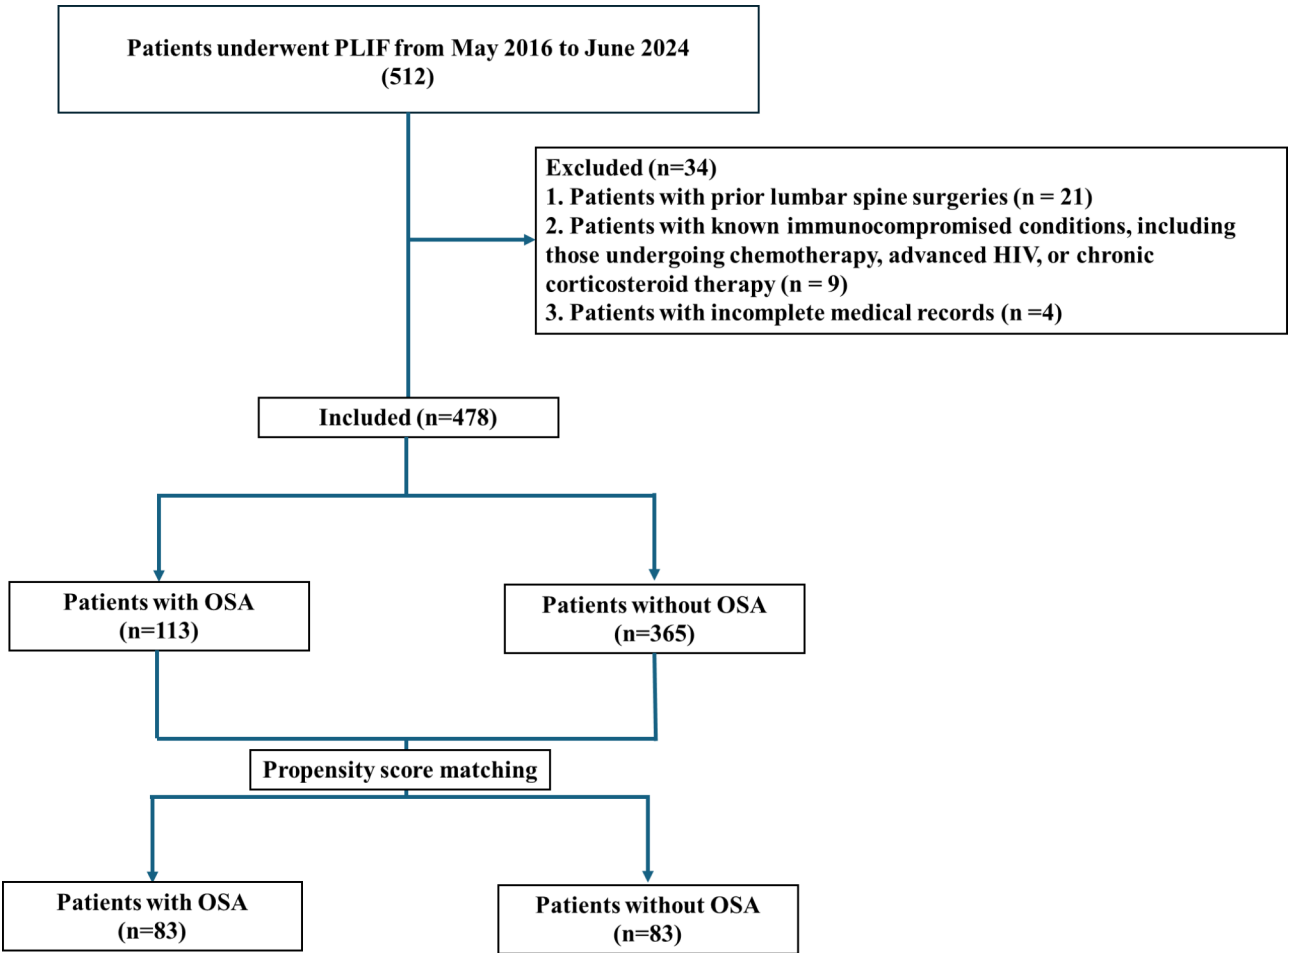 Patients underwent PLIF from May 2016 to June 2024
(512)
Excluded (n=34)
1. Patients with prior lumbar spine surgeries (n = 21)
2. Patients with known immunocompromised conditions, including
those undergoing chemotherapy, advanced HIV, or chronic
corticosteroid therapy (n = 9)
3. Patients with incomplete medical records (n =4)
Included (n=478)
Patients with OSA
(n=113)
Patients without OSA
(n=365)
Propensity score matching
Patients with OSA
(n=83)
Patients without OSA
(n=83)